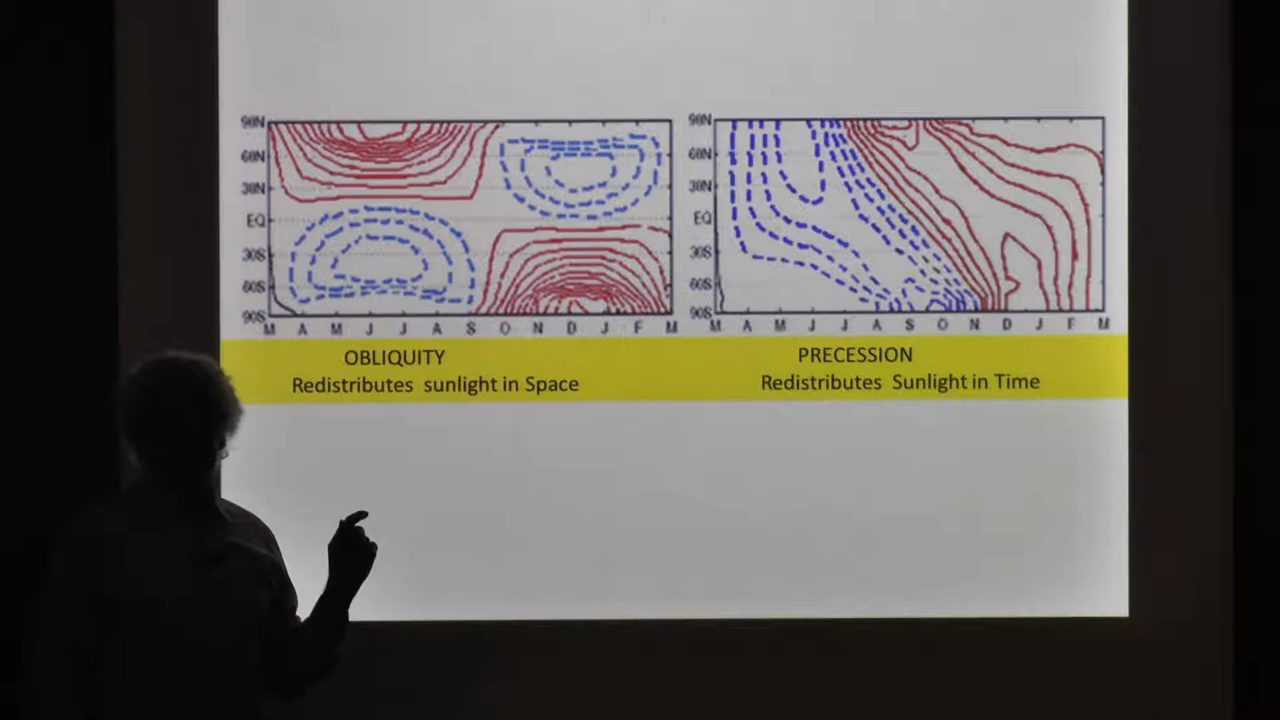 90N
60N
30N
EQ
30S
60S
90S
M A M J J A S O N D J F M
90N
60N
30N
EQ
30S
60S
90S
M A M J J A S O N D J F M
OBLIQUITY
Redistributes sunlight in Space
PRECESSION
Redistributes Sunlight in Time